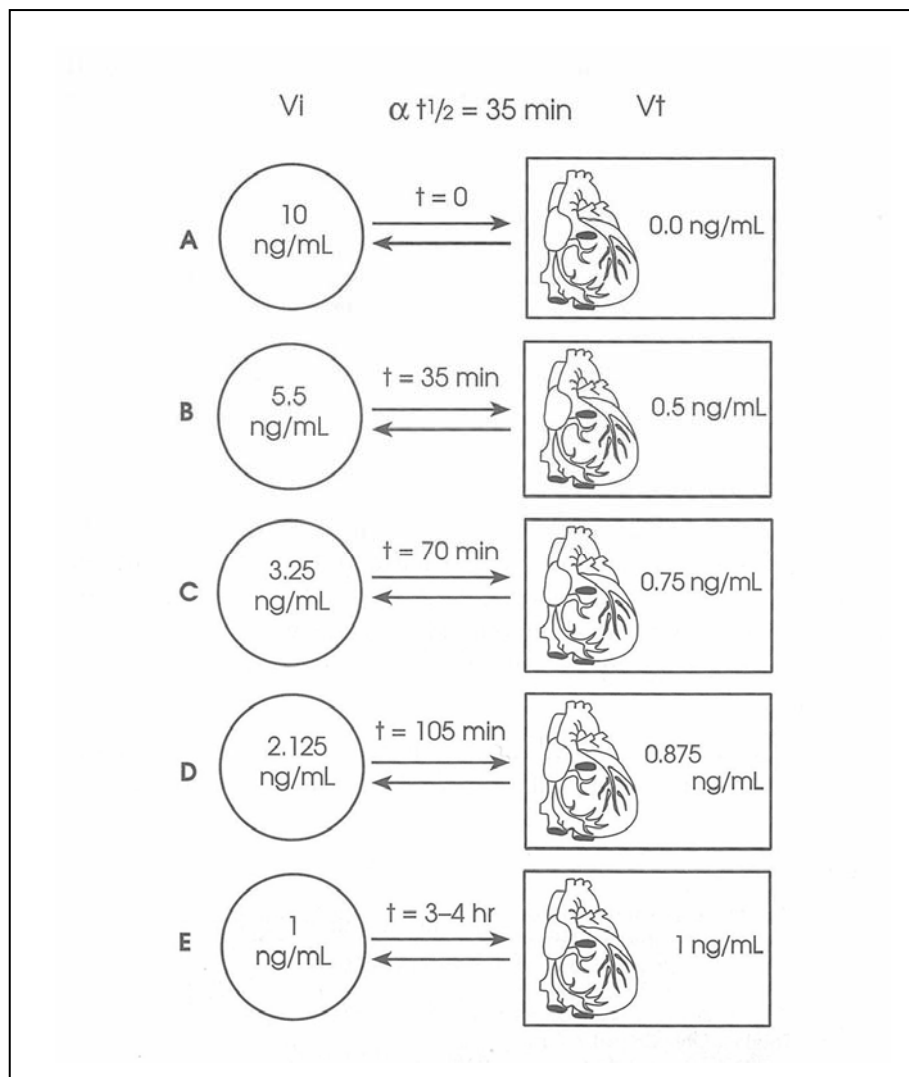 Vi α t½ = 35 min Vt
A 10 ng/mL t = 0 0.0 ng/mL
B 5.5 ng/mL t = 35 min 0.5 ng/mL
C 3.25 ng/mL t = 70 min 0.75 ng/mL
D 2.125 ng/mL t = 105 min 0.875 ng/mL
E 1 ng/mL t = 3–4 hr 1 ng/mL